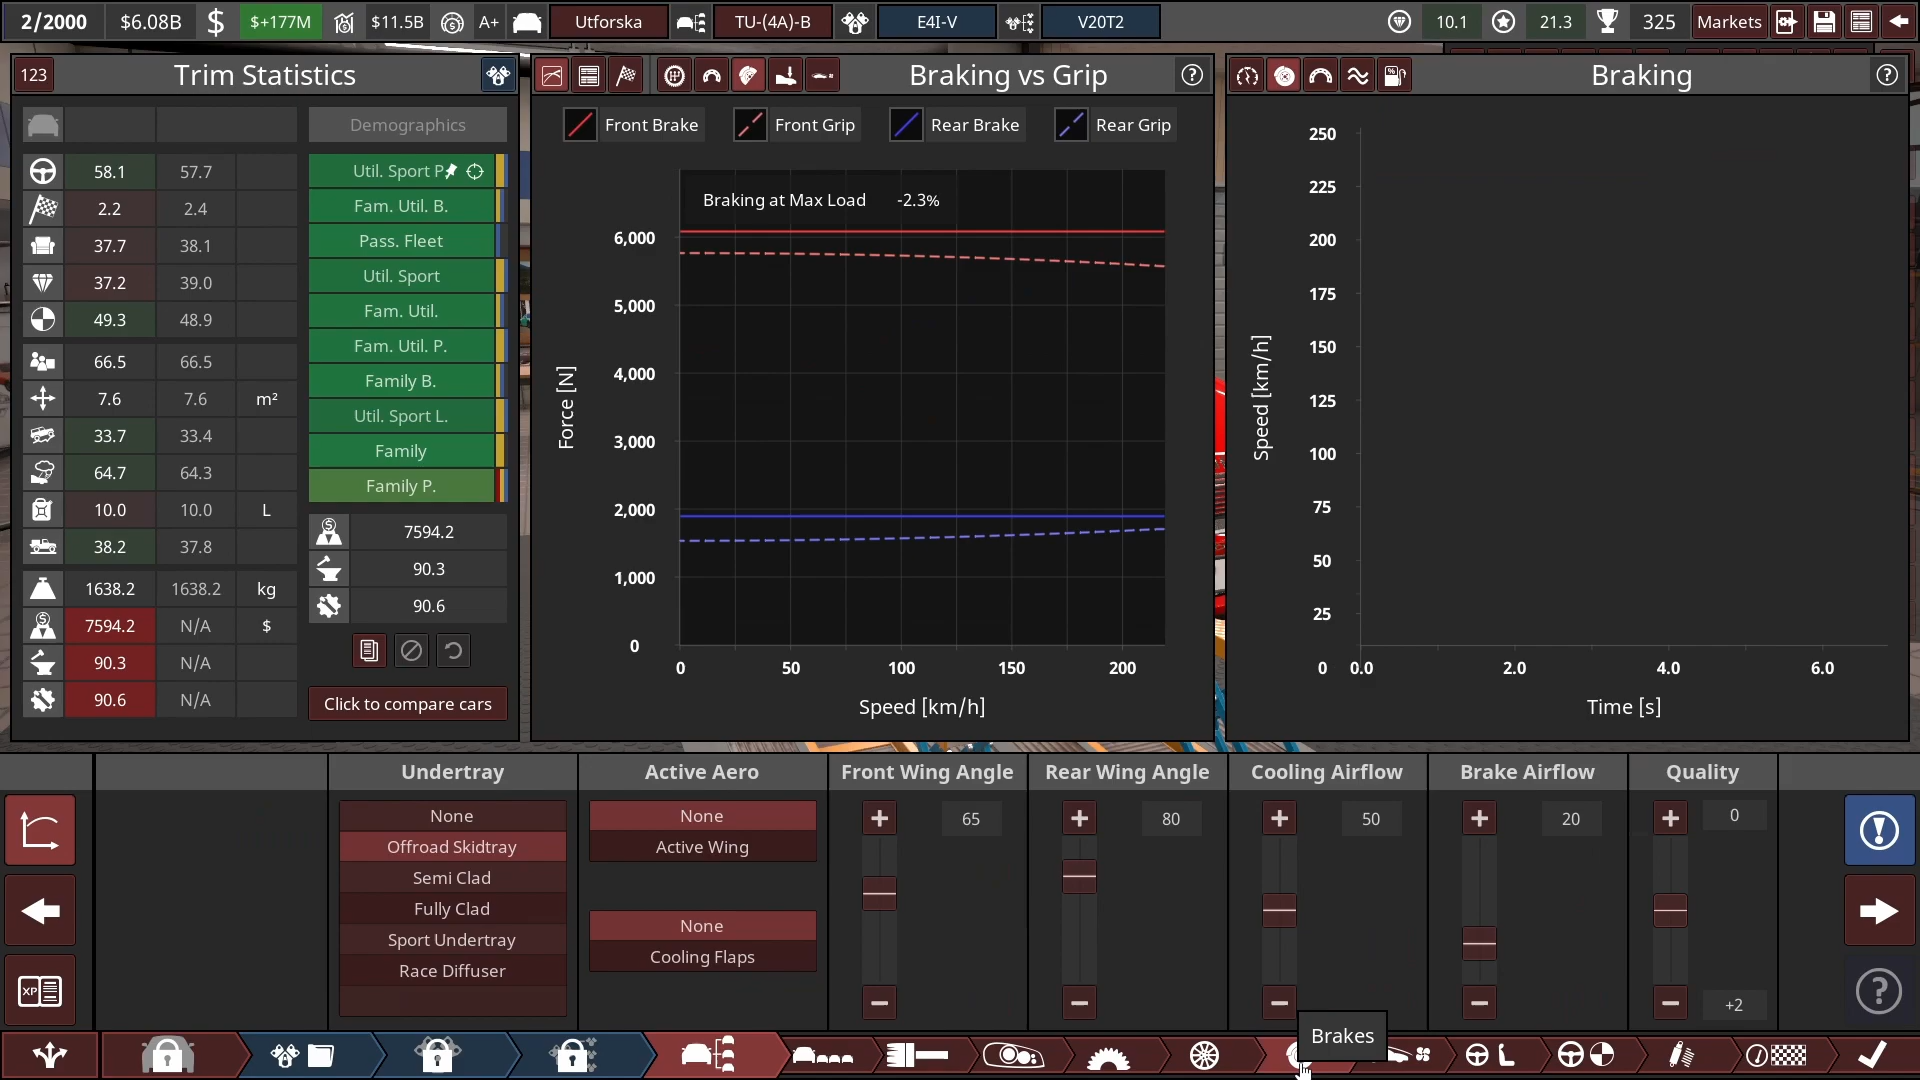 2/2000 $6.08B $+177M $11.5B A+ Utforska TU-(4A)-B E4I-V V20T2 10.1 21.3 325 Markets
123 Trim Statistics
Demographics
58.1 57.7
2.2 2.4
37.7 38.1
37.2 39.0
49.3 48.9
66.5 66.5
7.6 7.6 m²
33.7 33.4
64.7 64.3
10.0 10.0 L
38.2 37.8
1638.2 1638.2 kg
7594.2 N/A $
90.3 N/A
90.6 N/A
Util. Sport P.
Fam. Util. B.
Pass. Fleet
Util. Sport
Fam. Util.
Fam. Util. P.
Family B.
Util. Sport L.
Family
Family P.
7594.2
90.3
90.6
Click to compare cars
Braking vs Grip
Front Brake Front Grip Rear Brake Rear Grip
Braking at Max Load -2.3%
6,000
5,000
4,000
3,000
2,000
1,000
0
Force [N]
0 50 100 150 200
Speed [km/h]
Braking
250
225
200
175
150
125
100
75
50
25
0
Speed [km/h]
0.0 2.0 4.0 6.0
Time [s]
Undertray
None
Offroad Skidtray
Semi Clad
Fully Clad
Sport Undertray
Race Diffuser
Active Aero
None
Active Wing
None
Cooling Flaps
Front Wing Angle
65
Rear Wing Angle
80
Cooling Airflow
50
Brake Airflow
20
Quality
0
+2
XP
Brakes